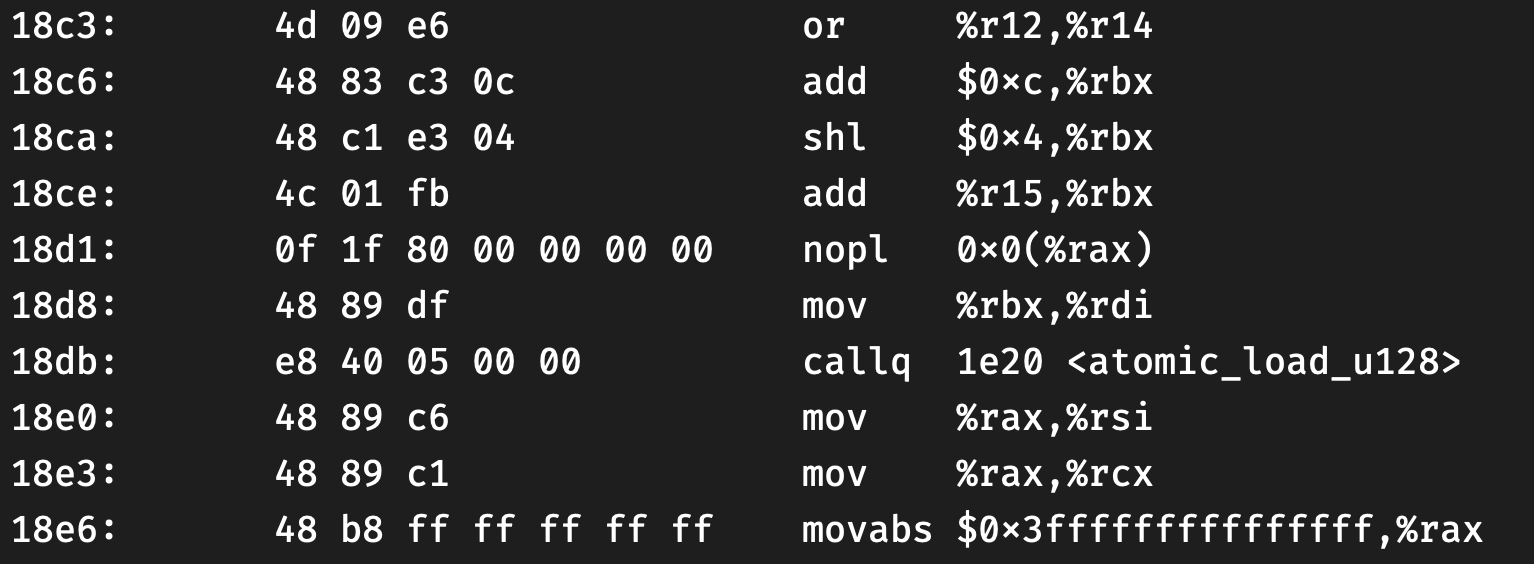 18c3: 4d 09 e6 or %r12,%r14
18c6: 48 83 c3 0c add $0×c,%rbx
18ca: 48 c1 e3 04 shl $0×4,%rbx
18ce: 4c 01 fb add %r15,%rbx
18d1: 0f 1f 80 00 00 00 00 nopl 0×0(%rax)
18d8: 48 89 df mov %rbx,%rdi
18db: e8 40 05 00 00 callq 1e20 <atomic_load_u128>
18e0: 48 89 c6 mov %rax,%rsi
18e3: 48 89 c1 mov %rax,%rcx
18e6: 48 b8 ff ff ff ff ff movabs $0×3fffffffffffffff,%rax